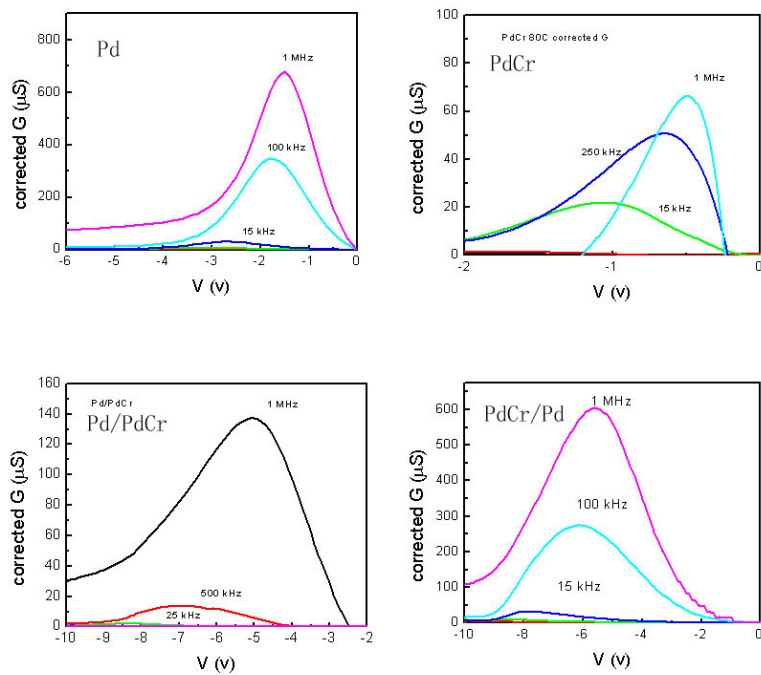 Pd
1 MHz
100 kHz
15 kHz
corrected G (μS)
800
600
400
200
0
-6 -5 -4 -3 -2 -1 0
V (v)
PdCr 80C corrected G
PdCr
1 MHz
250 kHz
15 kHz
corrected G (μS)
100
80
60
40
20
0
-2 -1 0
V (v)
Pd/PdCr
Pd/PdCr
1 MHz
500 kHz
25 kHz
corrected G (μS)
160
140
120
100
80
60
40
20
0
-10 -9 -8 -7 -6 -5 -4 -3 -2
V (v)
PdCr/Pd
1 MHz
100 kHz
15 kHz
corrected G (μS)
600
500
400
300
200
100
0
-10 -8 -6 -4 -2 0
V (v)